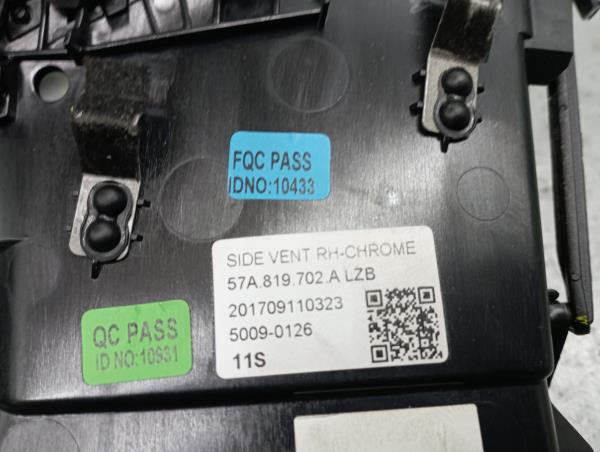 FQC PASS
IDNO:10433
SIDE VENT RH-CHROME
57A.819.702.A LZB
201709110323
5009-0126
11S
QC PASS
ID NO:10931